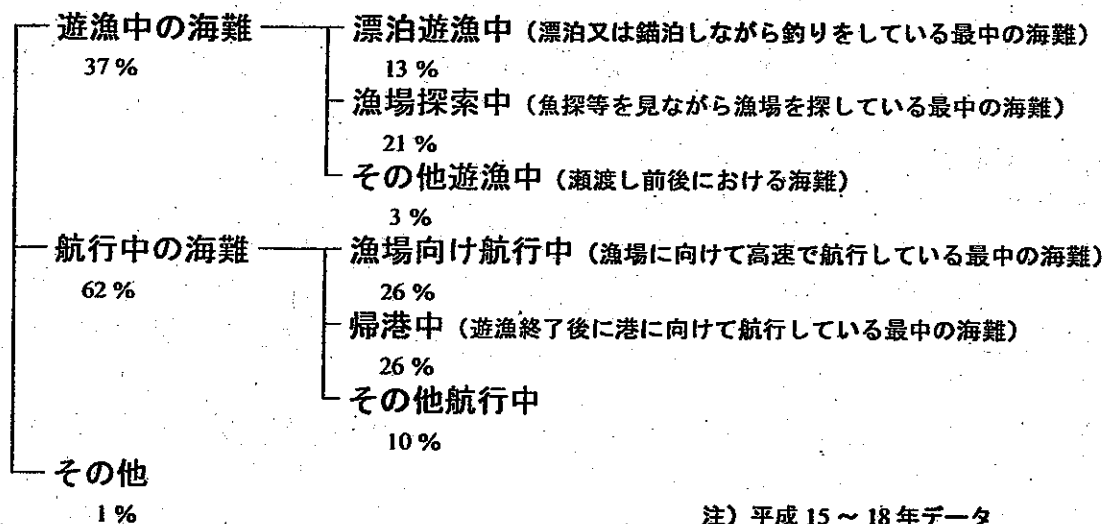 遊漁中の海難 漂泊遊漁中（漂泊又は錨泊しながら釣りをしている最中の海難）
37％ 13％
漁場探索中（魚探等を見ながら漁場を探している最中の海難）
21％
その他遊漁中（瀬渡し前後における海難）
3％
航行中の海難 漁場向け航行中（漁場に向けて高速で航行している最中の海難）
62％ 26％
帰港中（遊漁終了後に港に向けて航行している最中の海難）
26％
その他航行中
10％
その他
1％ 注）平成15～18年データ